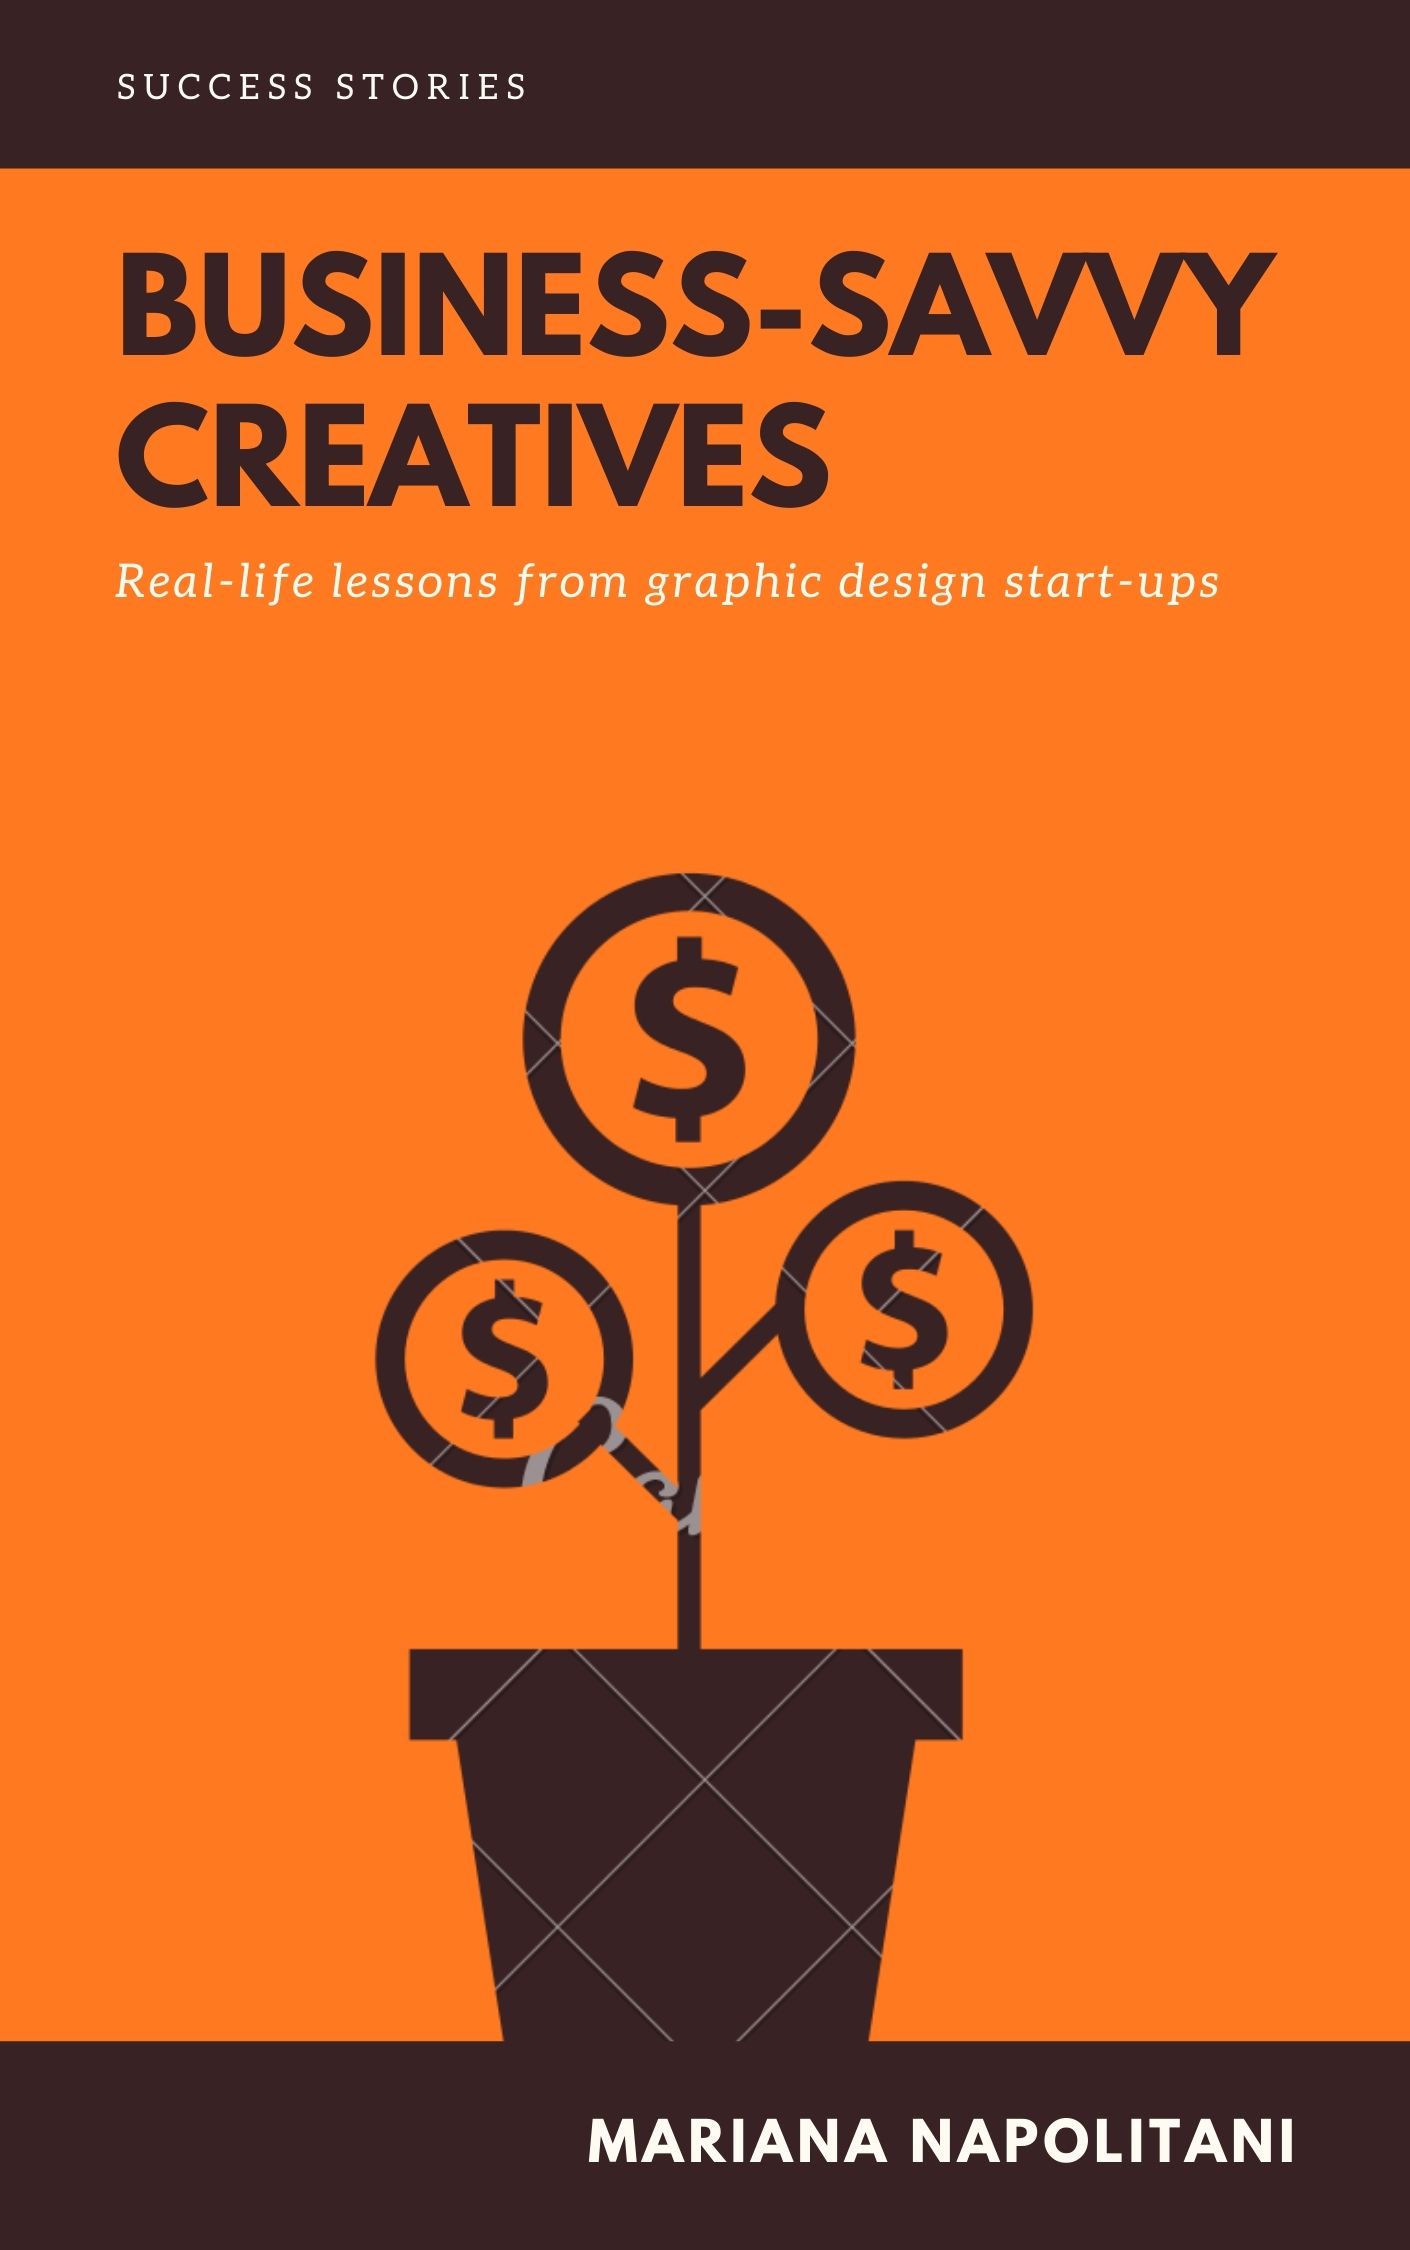 SUCCESS STORIES
BUSINESS-SAVVY
CREATIVES
Real-life lessons from graphic design start-ups
$
$
$
MARIANA NAPOLITANI